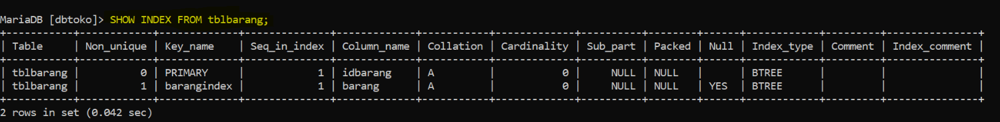 MariaDB [dbtoko]> SHOW INDEX FROM tblbarang;
+-----------+------------+-------------+--------------+-------------+-----------+-------------+----------+--------+------+------------+---------+---------------+
| Table     | Non_unique | Key_name    | Seq_in_index | Column_name | Collation | Cardinality | Sub_part | Packed | Null | Index_type | Comment | Index_comment |
+-----------+------------+-------------+--------------+-------------+-----------+-------------+----------+--------+------+------------+---------+---------------+
| tblbarang |          0 | PRIMARY     |            1 | idbarang    | A         |           0 |     NULL | NULL   |      | BTREE      |         |               |
| tblbarang |          1 | barangindex |            1 | barang      | A         |           0 |     NULL | NULL   | YES  | BTREE      |         |               |
+-----------+------------+-------------+--------------+-------------+-----------+-------------+----------+--------+------+------------+---------+---------------+
2 rows in set (0.042 sec)